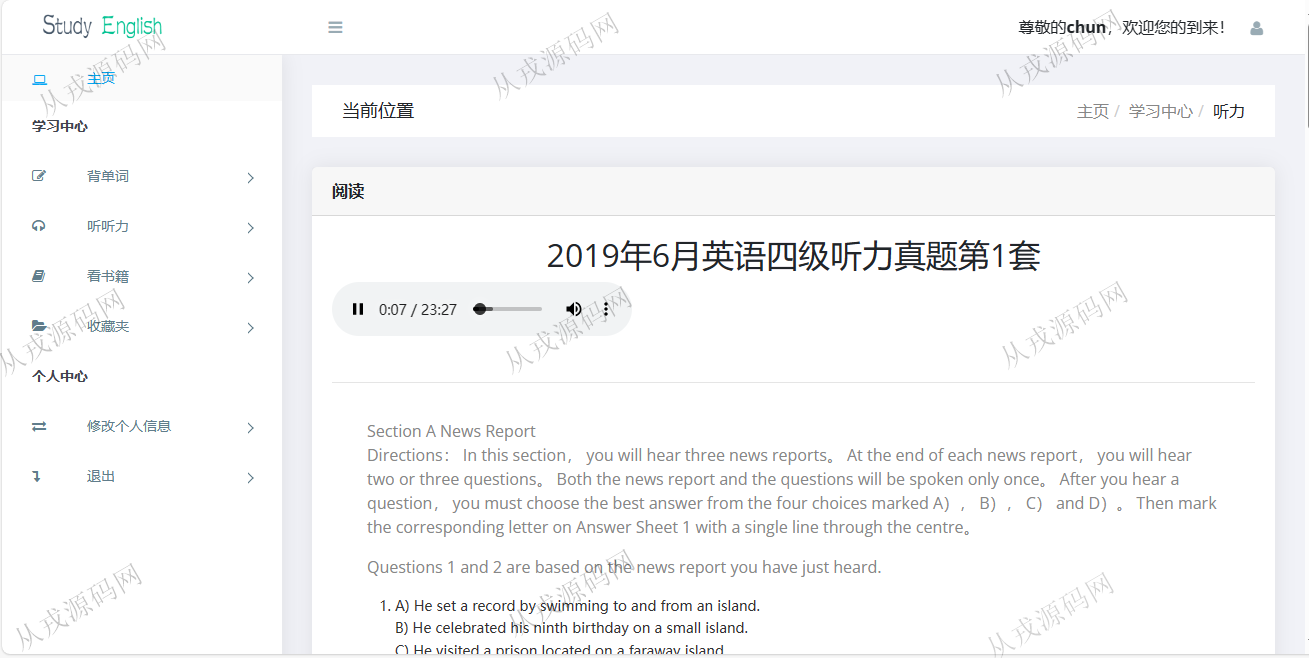 Study English
尊敬的chun，欢迎您的到来！
主页
学习中心
背单词
听听力
看书籍
收藏夹
个人中心
修改个人信息
退出
当前位置
主页 / 学习中心 / 听力
阅读
2019年6月英语四级听力真题第1套
0:07 / 23:27
Section A News Report
Directions： In this section， you will hear three news reports。 At the end of each news report， you will hear
two or three questions。 Both the news report and the questions will be spoken only once。 After you hear a
question， you must choose the best answer from the four choices marked A），B），C） and D）。 Then mark
the corresponding letter on Answer Sheet 1 with a single line through the centre。
Questions 1 and 2 are based on the news report you have just heard.
1. A) He set a record by swimming to and from an island.
B) He celebrated his ninth birthday on a small island.
C) He visited a prison located on a faraway island.
从戎源码网
从戎源码网
从戎源码网
从戎源码网
从戎源码网
从戎源码网
从戎源码网
从戎源码网
从戎源码网